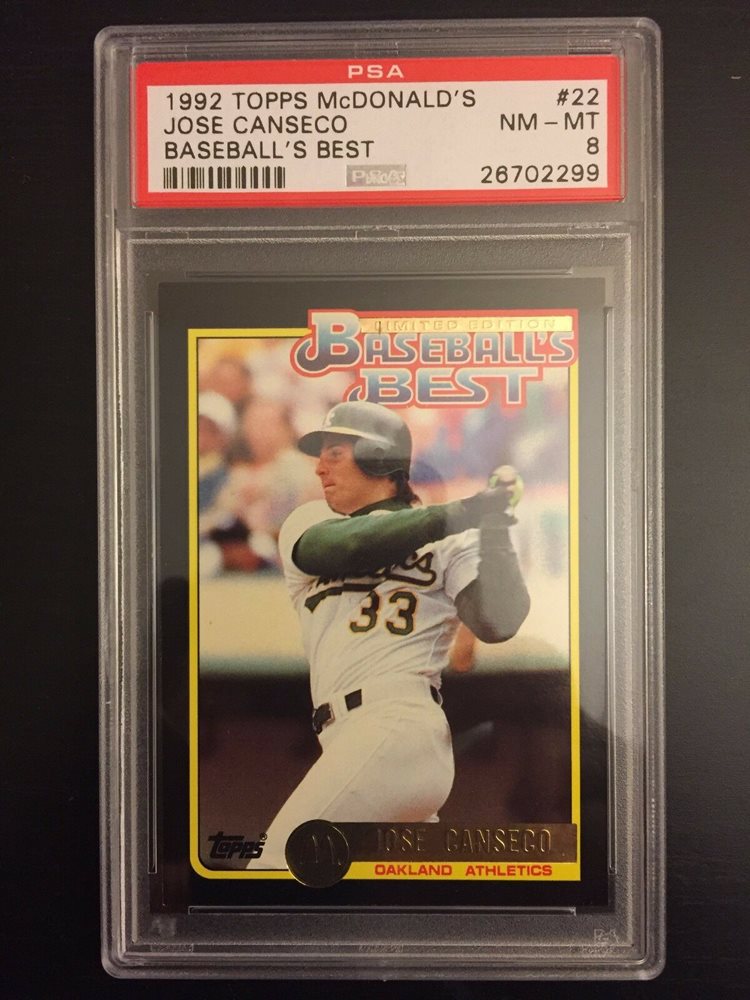 PSA
1992 TOPPS McDONALD'S #22
JOSE CANSECO NM - MT
BASEBALL'S BEST 8
26702299
LIMITED EDITION
BASEBALL'S
BEST
33
Topps®
M JOSE CANSECO
OAKLAND ATHLETICS